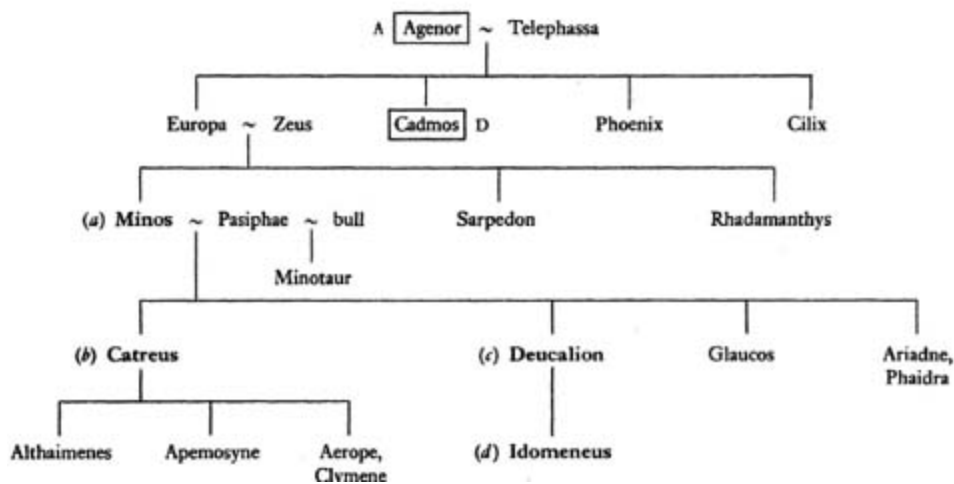 A Agenor ~ Telephassa
Europa ~ Zeus Cadmos D Phoenix Cilix
(a) Minos ~ Pasiphae ~ bull Sarpedon Rhadamanthys
Minotaur
(b) Catreus (c) Deucalion Glaucos Ariadne,
Phaidra
Althaimenes Apemosyne Aerope, (d) Idomeneus
Clymene